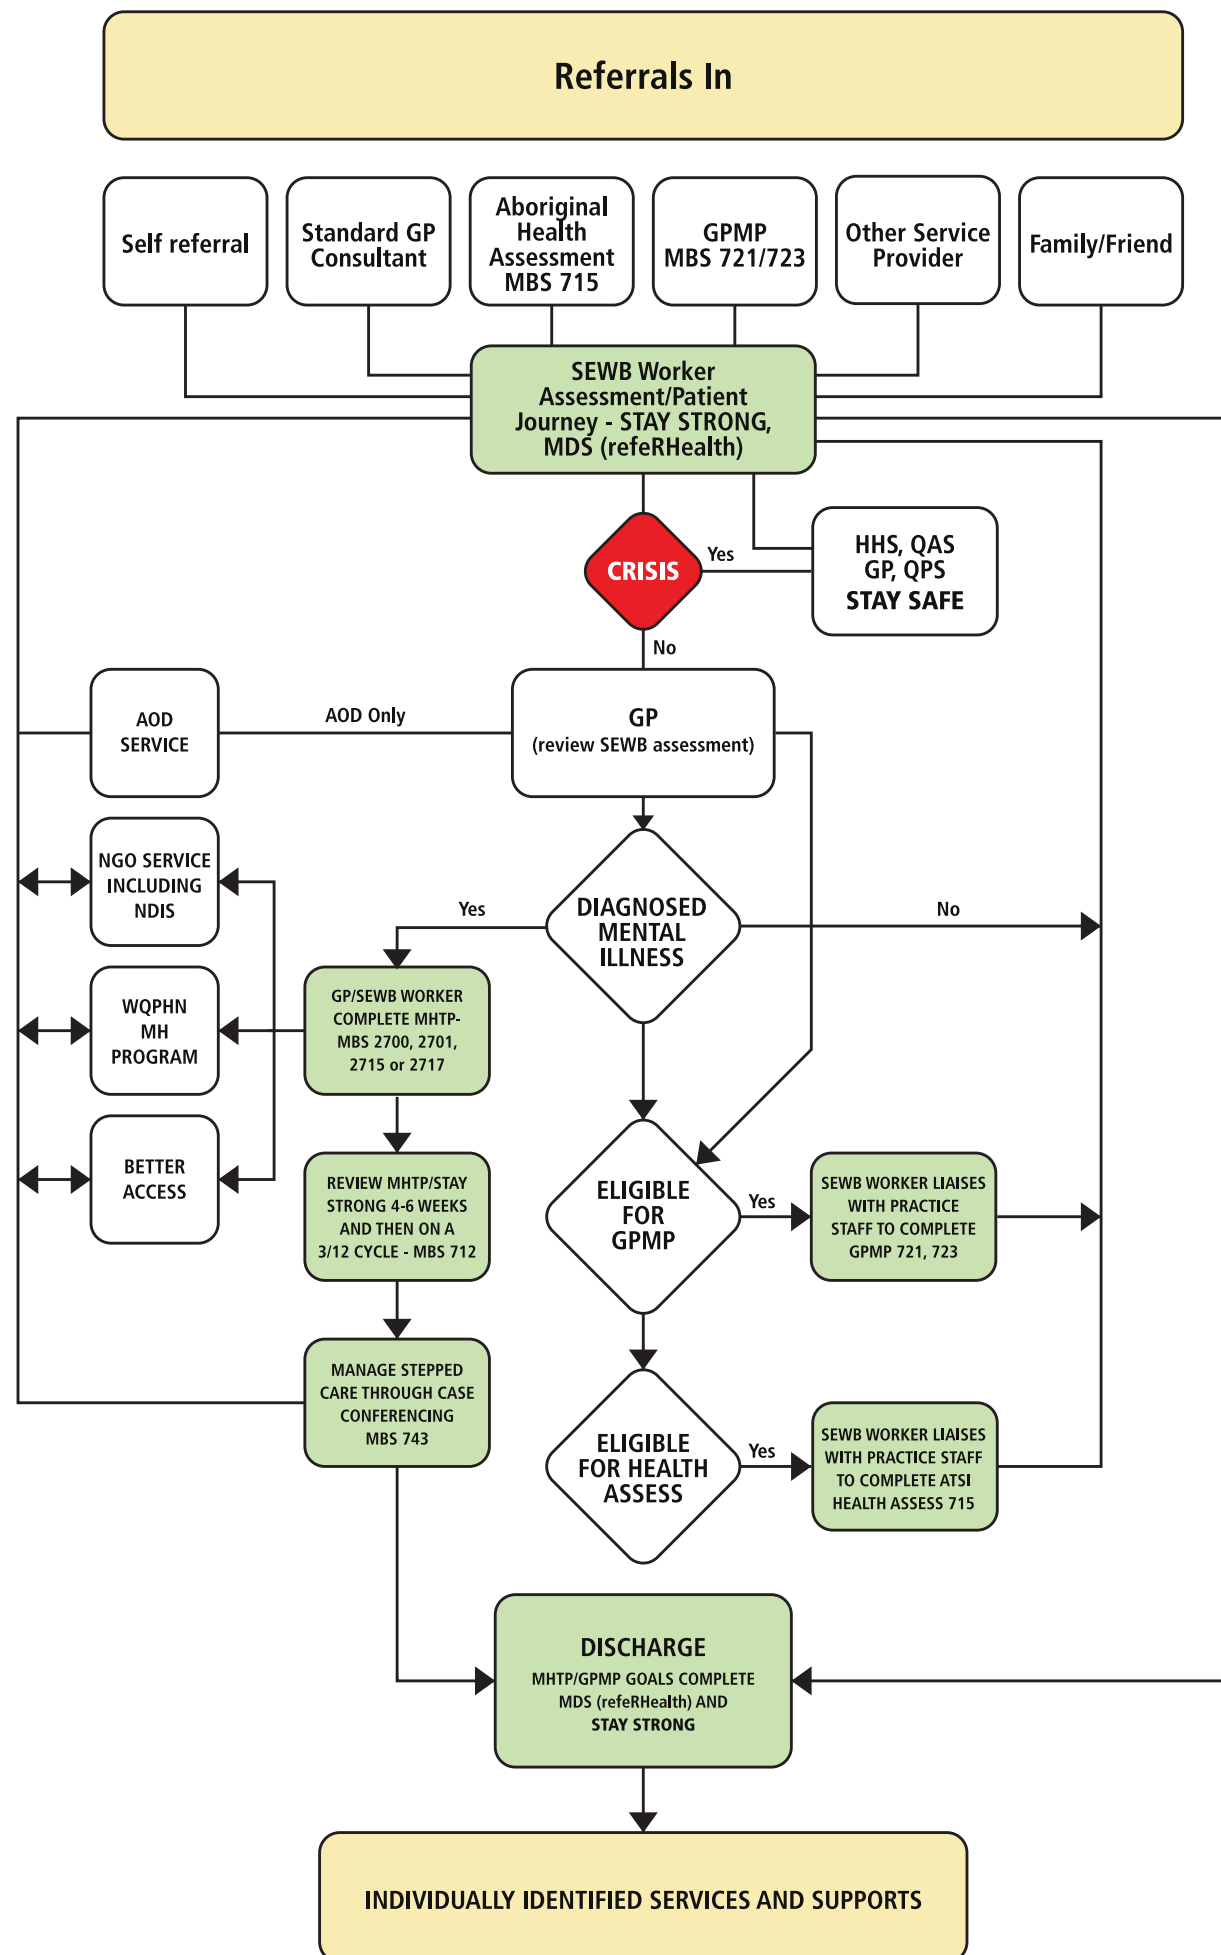 Referrals In
Self referral
Standard GP
Consultant
Aboriginal
Health
Assessment
MBS 715
GPMP
MBS 721/723
Other Service
Provider
Family/Friend
SEWB Worker
Assessment/Patient
Journey - STAY STRONG,
MDS (refeRHealth)
CRISIS
Yes
HHS, QAS
GP, QPS
STAY SAFE
No
AOD
SERVICE
AOD Only
GP
(review SEWB assessment)
NGO SERVICE
INCLUDING
NDIS
Yes
DIAGNOSED
MENTAL
ILLNESS
No
WQPHN
MH
PROGRAM
GP/SEWB WORKER
COMPLETE MHTP-
MBS 2700, 2701,
2715 or 2717
BETTER
ACCESS
REVIEW MHTP/STAY
STRONG 4-6 WEEKS
AND THEN ON A
3/12 CYCLE - MBS 712
ELIGIBLE
FOR
GPMP
Yes
SEWB WORKER LIAISES
WITH PRACTICE
STAFF TO COMPLETE
GPMP 721, 723
MANAGE STEPPED
CARE THROUGH CASE
CONFERENCING
MBS 743
ELIGIBLE
FOR HEALTH
ASSESS
Yes
SEWB WORKER LIAISES
WITH PRACTICE STAFF
TO COMPLETE ATSI
HEALTH ASSESS 715
DISCHARGE
MHTP/GPMP GOALS COMPLETE
MDS (refeRHealth) AND
STAY STRONG
INDIVIDUALLY IDENTIFIED SERVICES AND SUPPORTS